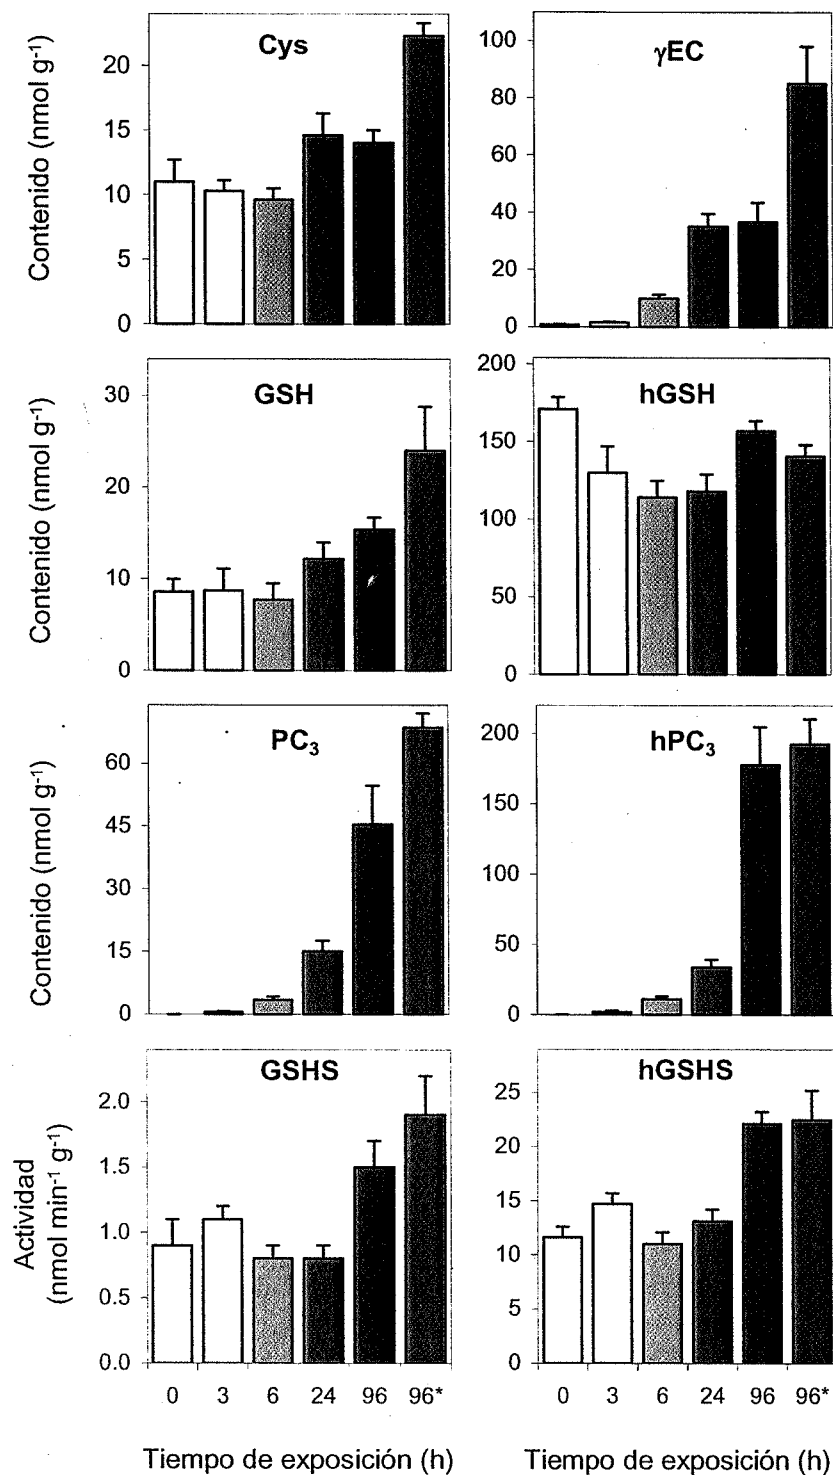 Cys
γEC
Contenido (nmol g-1)
20
15
10
5
0
100
80
60
40
20
0
GSH
hGSH
Contenido (nmol g-1)
30
20
10
0
200
150
100
50
0
PC3
hPC3
Contenido (nmol g-1)
60
45
30
15
0
200
150
100
50
0
GSHS
hGSHS
Actividad
(nmol min-1 g-1)
2.0
1.5
1.0
0.5
0.0
25
20
15
10
5
0
0 3 6 24 96 96*
0 3 6 24 96 96*
Tiempo de exposición (h)
Tiempo de exposición (h)